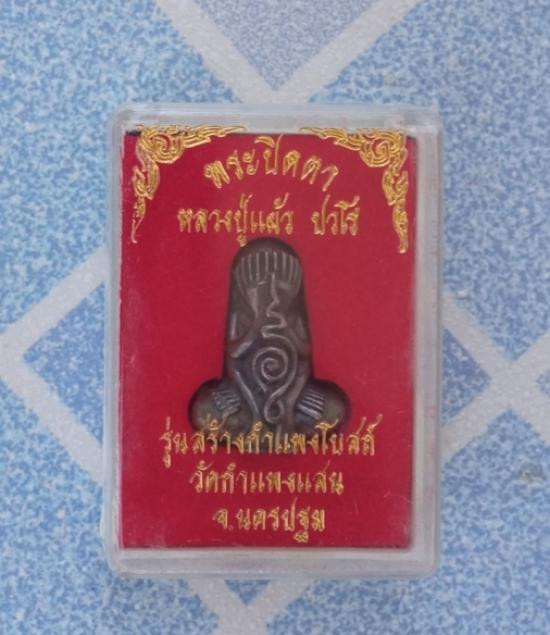 พระปิดตา
หลวงปู่แผ้ว ปวโร
รุ่นสร้างกำแพงโบสถ์
วัดกำแพงแสน
จ.นครปฐม